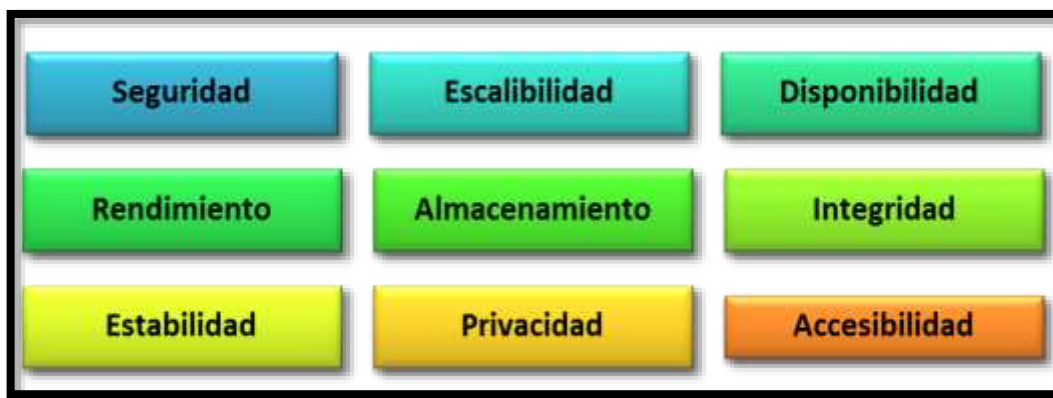 Seguridad
Escalibilidad
Disponibilidad
Rendimiento
Almacenamiento
Integridad
Estabilidad
Privacidad
Accesibilidad